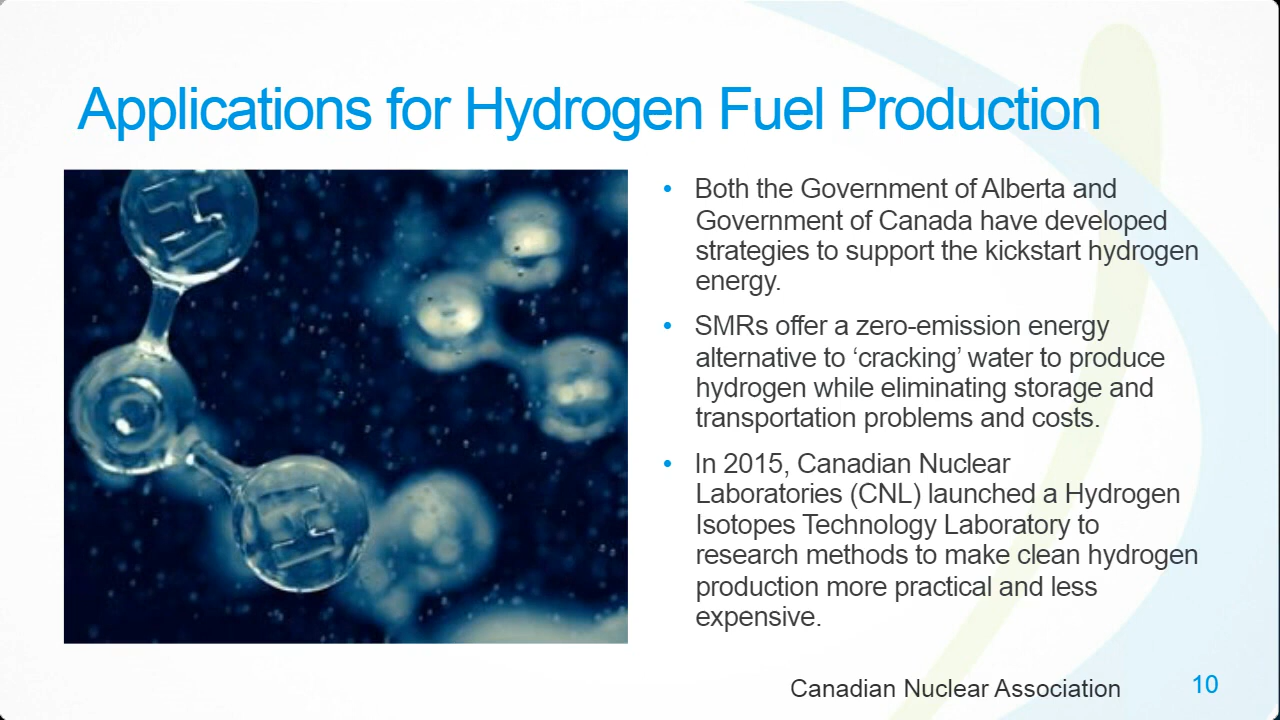 Applications for Hydrogen Fuel Production
H
H
• Both the Government of Alberta and
Government of Canada have developed
strategies to support the kickstart hydrogen
energy.
• SMRs offer a zero-emission energy
alternative to ‘cracking’ water to produce
hydrogen while eliminating storage and
transportation problems and costs.
• In 2015, Canadian Nuclear
Laboratories (CNL) launched a Hydrogen
Isotopes Technology Laboratory to
research methods to make clean hydrogen
production more practical and less
expensive.
Canadian Nuclear Association
10